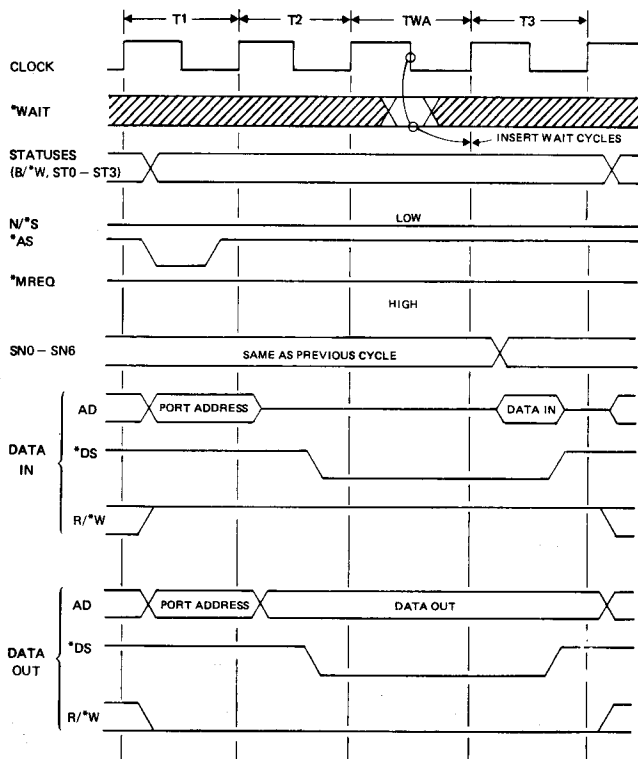 T1 T2 TWA T3
CLOCK
*WAIT
INSERT WAIT CYCLES
STATUSES
(B/*W, ST0 – ST3)
N/*S
LOW
*AS
*MREQ
HIGH
SN0 – SN6
SAME AS PREVIOUS CYCLE
DATA IN
AD
PORT ADDRESS
DATA IN
*DS
R/*W
DATA OUT
AD
PORT ADDRESS
DATA OUT
*DS
R/*W